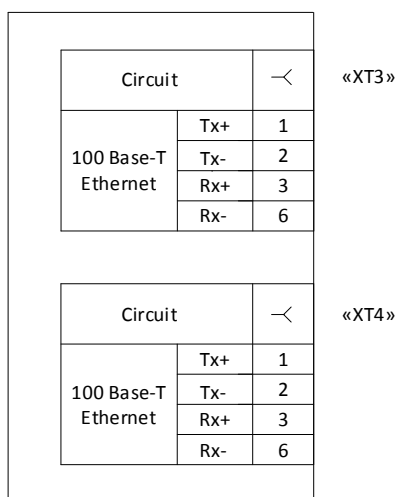 Circuit «XT3»
Tx+ 1
100 Base-T Tx- 2
Ethernet Rx+ 3
Rx- 6
Circuit «XT4»
Tx+ 1
100 Base-T Tx- 2
Ethernet Rx+ 3
Rx- 6